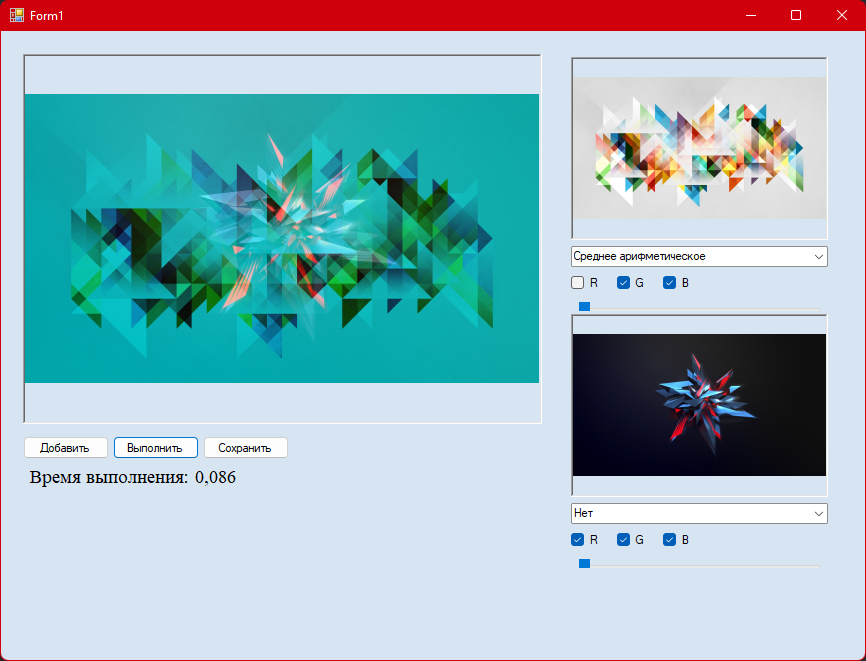 Form1
Среднее арифметическое
R G B
Добавить Выполнить Сохранить
Время выполнения: 0,086
Нет
R G B